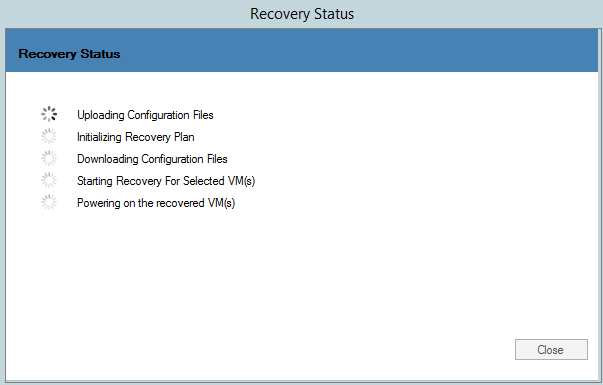 Recovery Status
Recovery Status
Uploading Configuration Files
Initializing Recovery Plan
Downloading Configuration Files
Starting Recovery For Selected VM(s)
Powering on the recovered VM(s)
Close